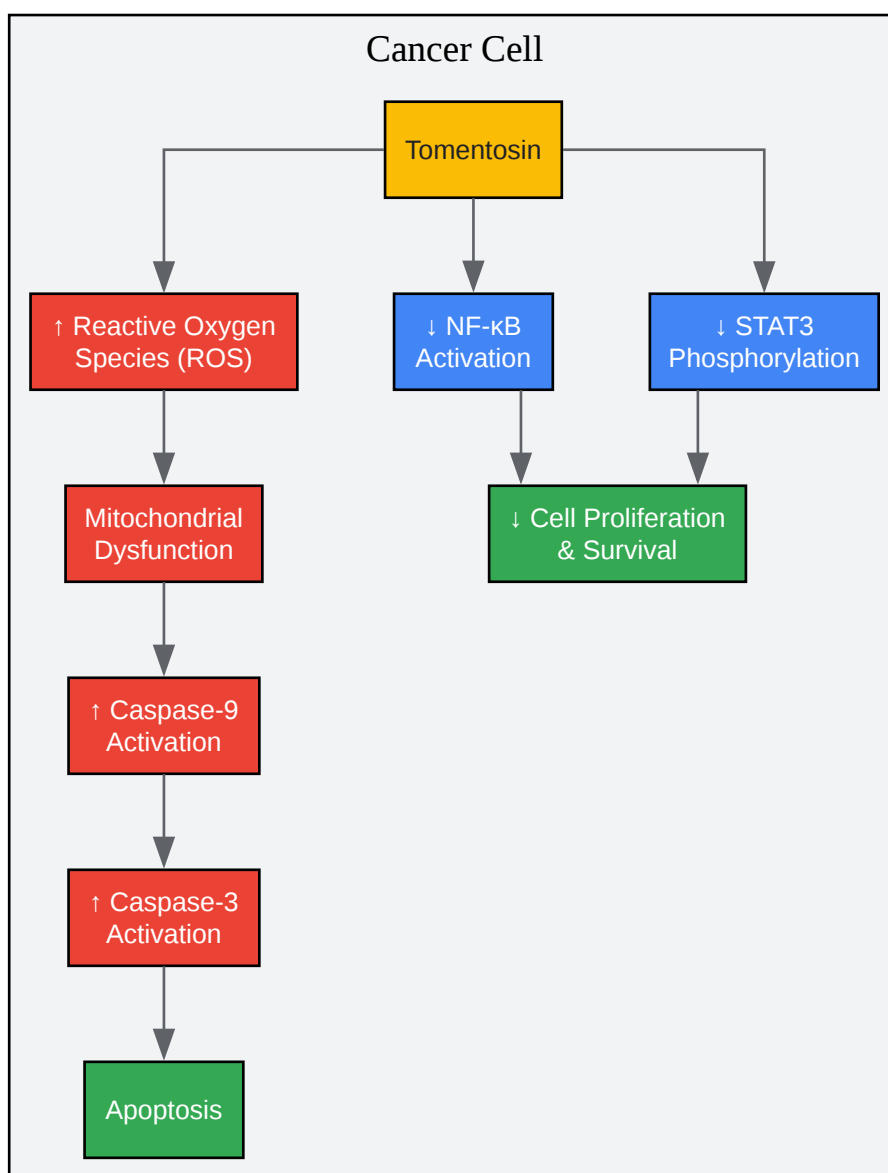 Cancer Cell
Tomentosin
↑ Reactive Oxygen
Species (ROS)
↓ NF-κB
Activation
↓ STAT3
Phosphorylation
Mitochondrial
Dysfunction
↓ Cell Proliferation
& Survival
↑ Caspase-9
Activation
↑ Caspase-3
Activation
Apoptosis